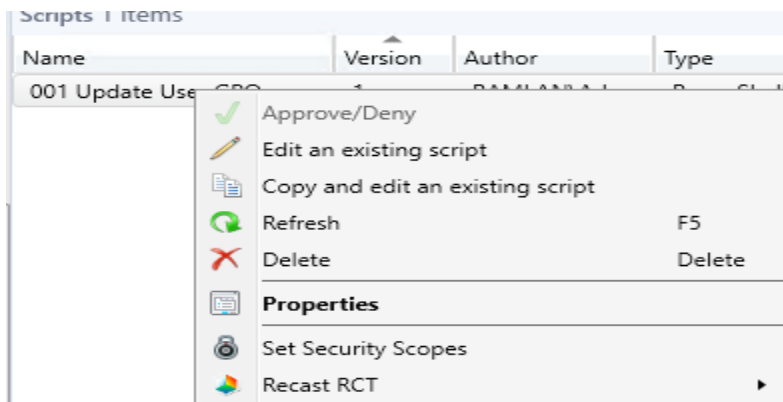 Scripts 1 items
Name Version Author Type
001 Update Use
Approve/Deny
Edit an existing script
Copy and edit an existing script
Refresh F5
Delete Delete
Properties
Set Security Scopes
Recast RCT